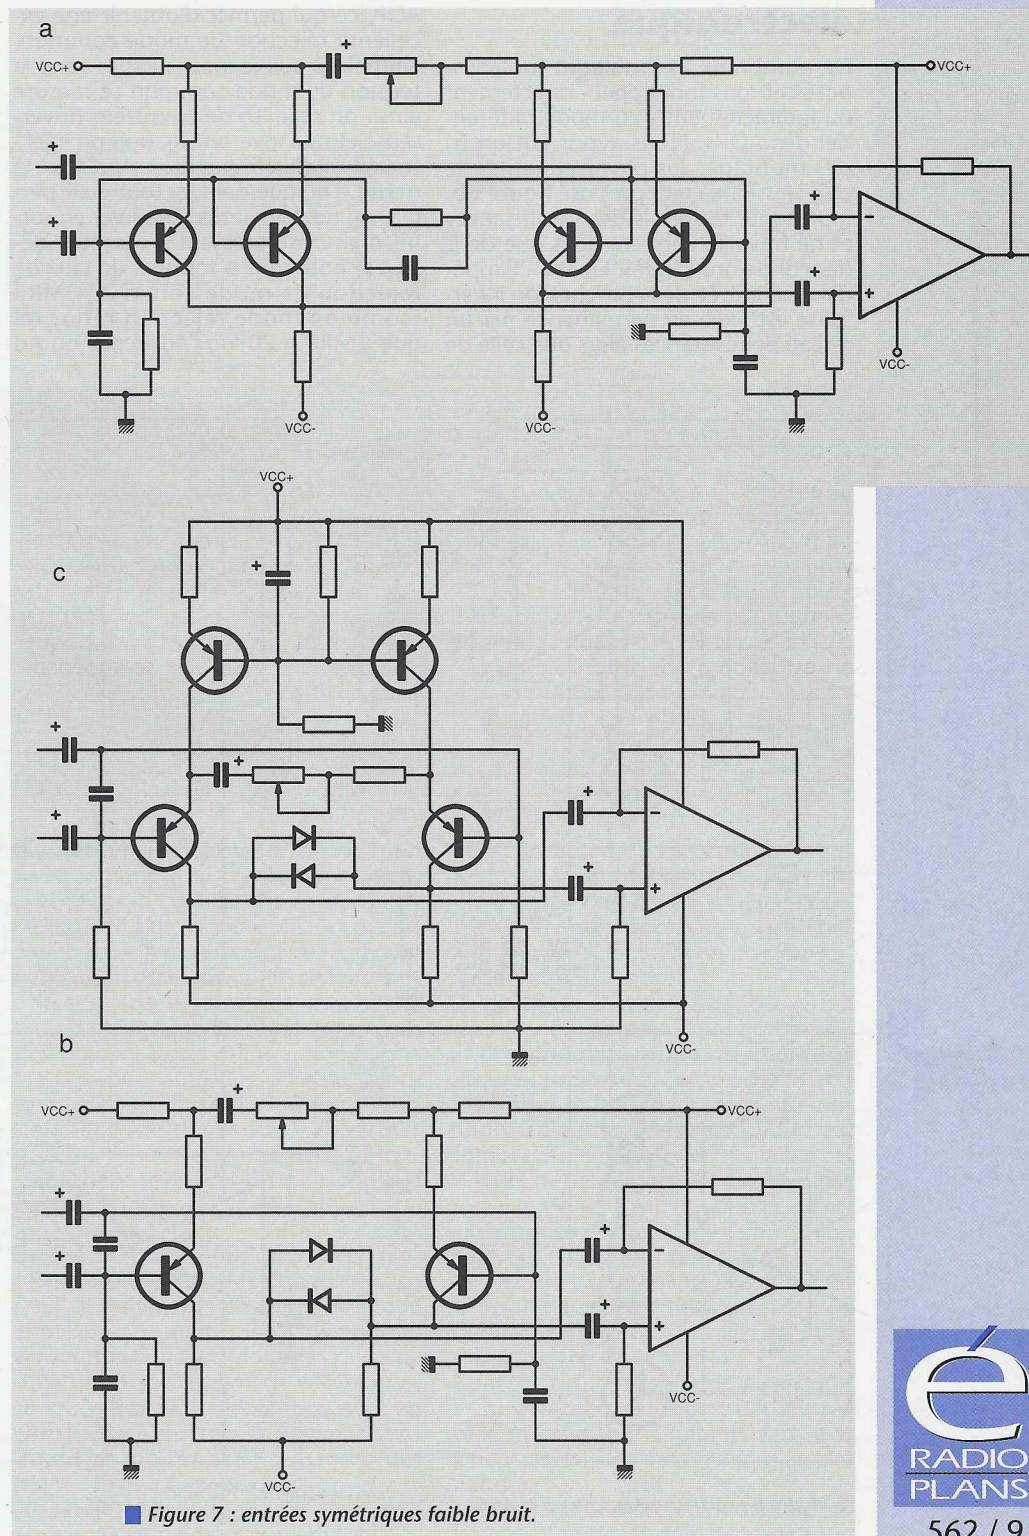 a
VCC+
VCC+
+
+
+
+
+
−
+
VCC-
VCC-
VCC-
VCC+
c
+
+
+
+
+
+
−
+
VCC-
b
VCC+
+
VCC+
+
+
+
+
−
+
VCC-
VCC-
Figure 7 : entrées symétriques faible bruit.
é
RADIO
PLANS
562 / 9